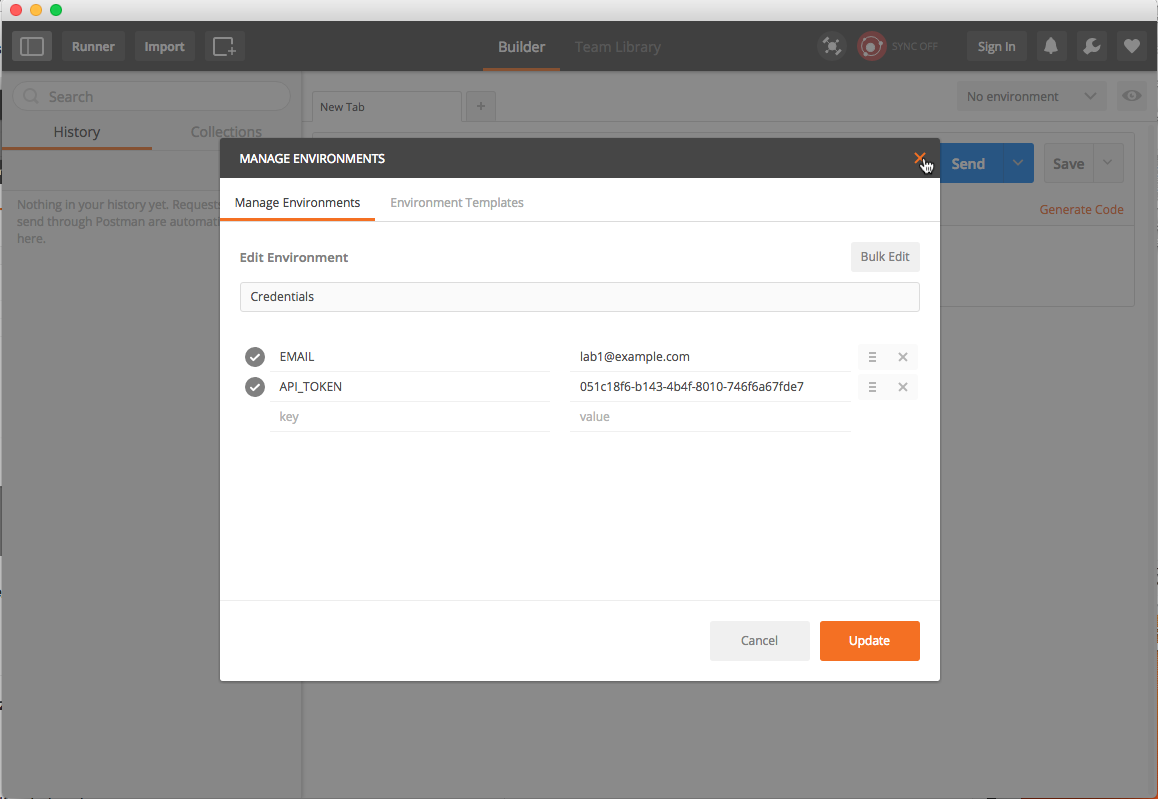 Runner
Import
Builder
Team Library
SYNC OFF
Sign In
Search
New Tab
+
No environment
History
Collections
MANAGE ENVIRONMENTS
Send
Save
Nothing in your history yet. Requests
send through Postman are automat
here.
Manage Environments
Environment Templates
Generate Code
Edit Environment
Bulk Edit
Credentials
EMAIL
lab1@example.com
API_TOKEN
051c18f6-b143-4b4f-8010-746f6a67fde7
key
value
Cancel
Update